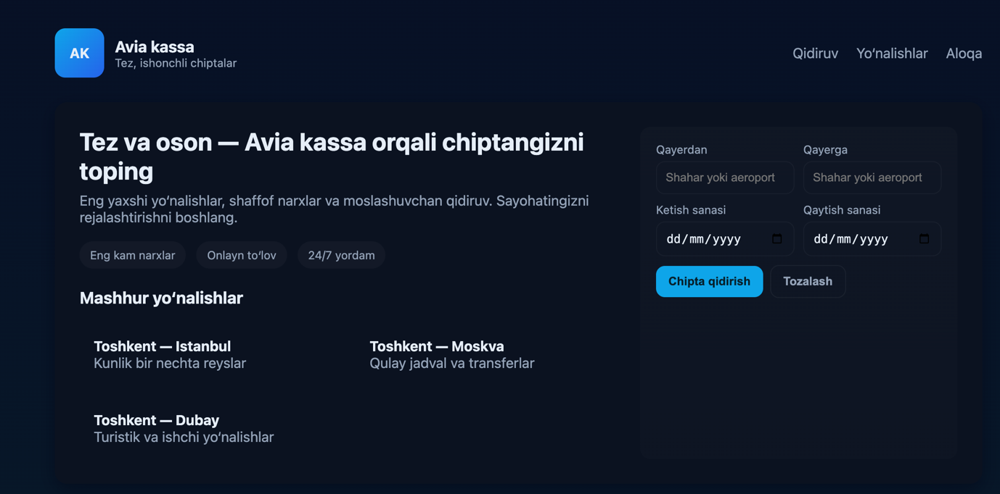 AK
Avia kassa
Tez, ishonchli chiptalar
Qidiruv
Yo‘nalishlar
Aloqa
Tez va oson — Avia kassa orqali chiptangizni
toping
Eng yaxshi yo‘nalishlar, shaffof narxlar va moslashuvchan qidiruv. Sayohatingizni
rejalashtirishni boshlang.
Eng kam narxlar
Onlayn to‘lov
24/7 yordam
Mashhur yo‘nalishlar
Toshkent — Istanbul
Kunlik bir nechta reyslar
Toshkent — Moskva
Qulay jadval va transferlar
Toshkent — Dubay
Turistik va ishchi yo‘nalishlar
Qayerdan
Shahar yoki aeroport
Qayerga
Shahar yoki aeroport
Ketish sanasi
dd/mm/yyyy
Qaytish sanasi
dd/mm/yyyy
Chipta qidirish
Tozalash